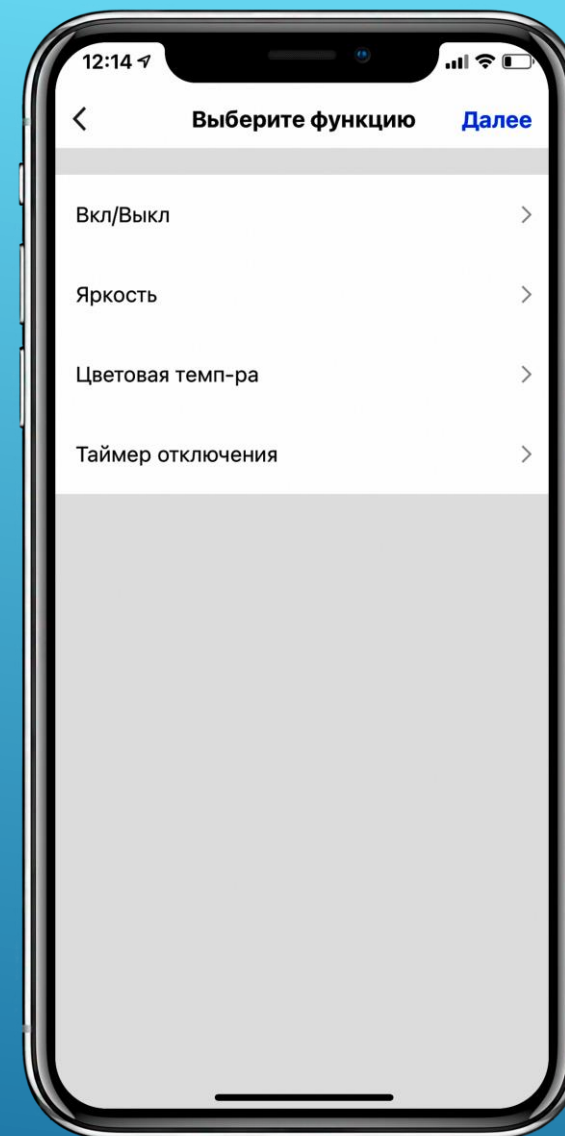 12:14
Выберите функцию
Далее
Вкл/Выкл
Яркость
Цветовая темп-ра
Таймер отключения